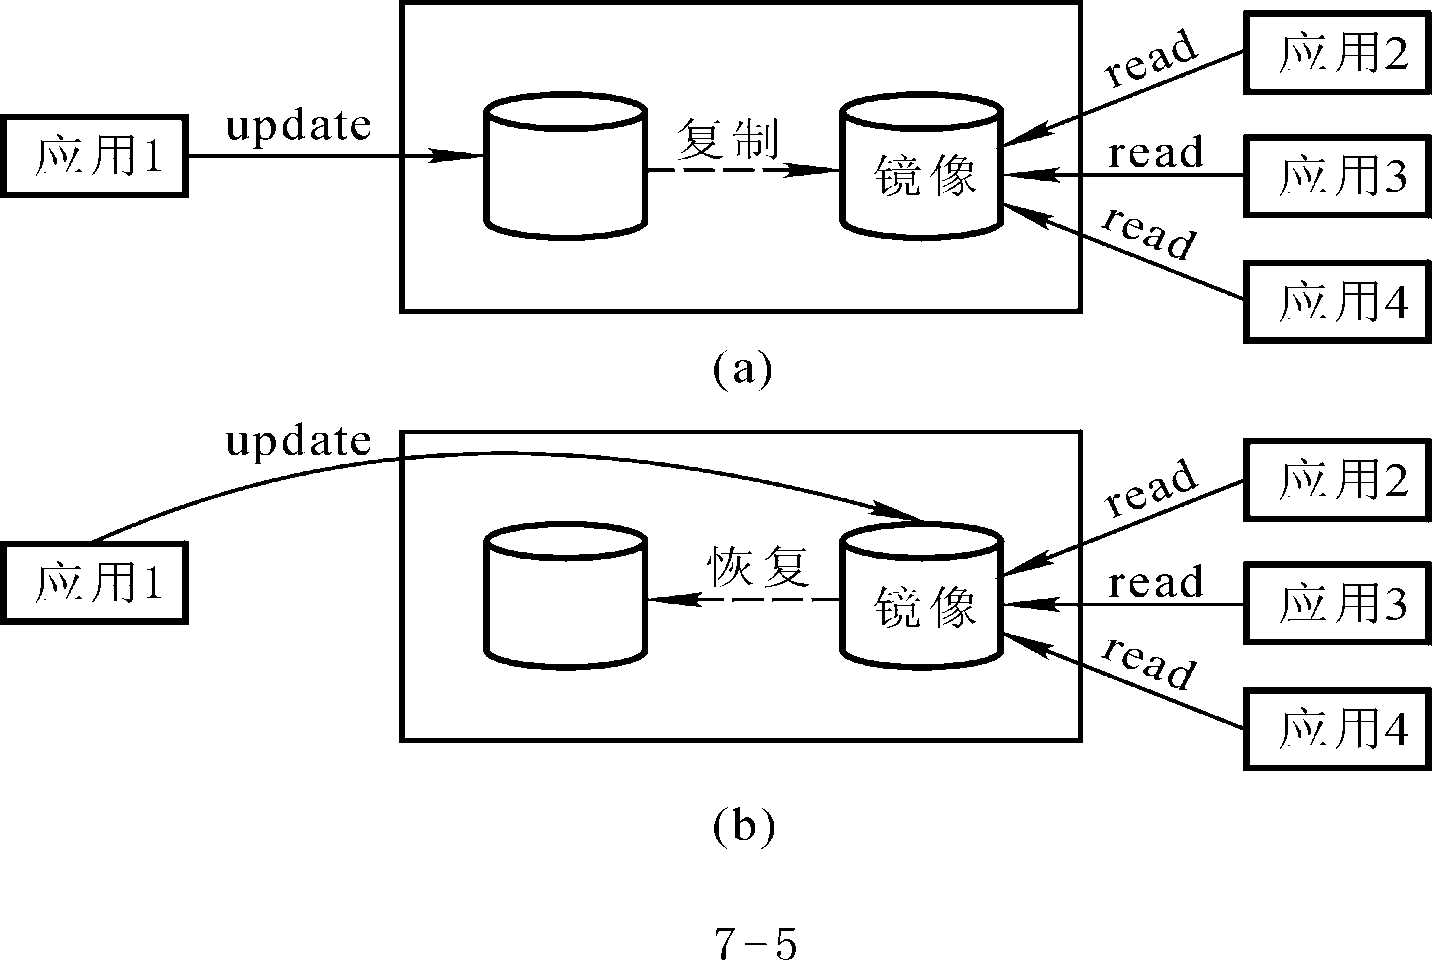 应用2
read
update
复制
应用1
镜像
read
应用3
read
应用4
(a)
update
应用2
read
恢复
应用1
镜像
read
应用3
read
应用4
(b)
7-5